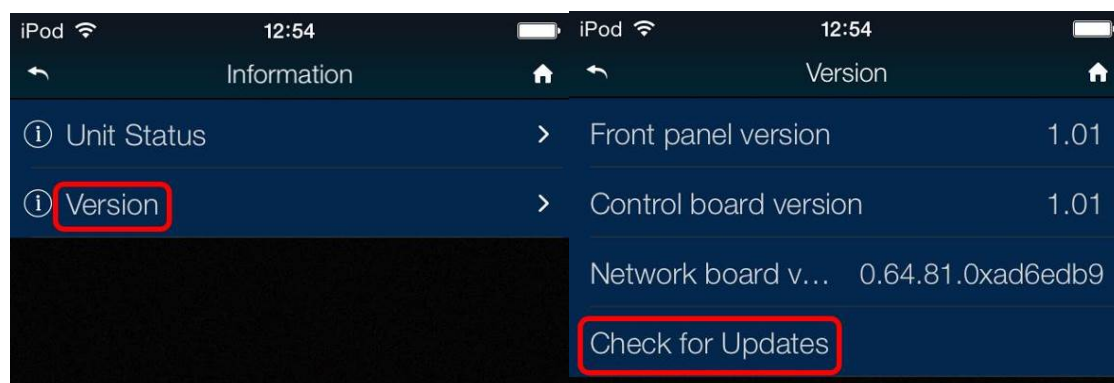 iPod 12:54
Information
Unit Status
Version
iPod 12:54
Version
Front panel version 1.01
Control board version 1.01
Network board v... 0.64.81.0xad6edb9
Check for Updates